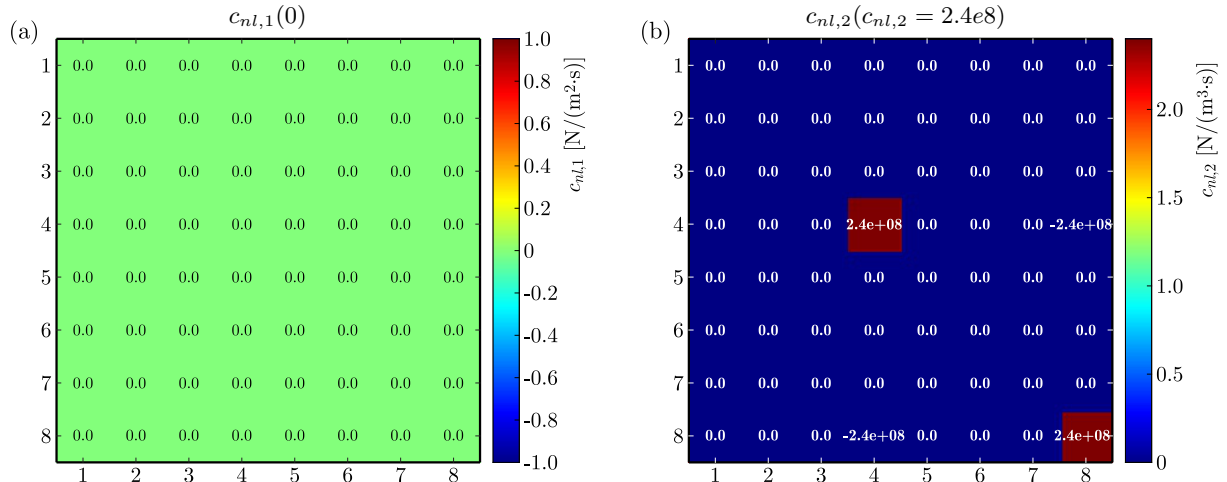 (a)
c_{nl,1}(0)
1 0.0 0.0 0.0 0.0 0.0 0.0 0.0 0.0
2 0.0 0.0 0.0 0.0 0.0 0.0 0.0 0.0
3 0.0 0.0 0.0 0.0 0.0 0.0 0.0 0.0
4 0.0 0.0 0.0 0.0 0.0 0.0 0.0 0.0
5 0.0 0.0 0.0 0.0 0.0 0.0 0.0 0.0
6 0.0 0.0 0.0 0.0 0.0 0.0 0.0 0.0
7 0.0 0.0 0.0 0.0 0.0 0.0 0.0 0.0
8 0.0 0.0 0.0 0.0 0.0 0.0 0.0 0.0
1 2 3 4 5 6 7 8
1.0
0.8
0.6
0.4
0.2
0
-0.2
-0.4
-0.6
-0.8
-1.0
c_{nl,1} [N/(m²·s)]
(b)
c_{nl,2}(c_{nl,2} = 2.4e8)
1 0.0 0.0 0.0 0.0 0.0 0.0 0.0 0.0
2 0.0 0.0 0.0 0.0 0.0 0.0 0.0 0.0
3 0.0 0.0 0.0 0.0 0.0 0.0 0.0 0.0
4 0.0 0.0 0.0 2.4e+08 0.0 0.0 0.0 -2.4e+08
5 0.0 0.0 0.0 0.0 0.0 0.0 0.0 0.0
6 0.0 0.0 0.0 0.0 0.0 0.0 0.0 0.0
7 0.0 0.0 0.0 0.0 0.0 0.0 0.0 0.0
8 0.0 0.0 0.0 -2.4e+08 0.0 0.0 0.0 2.4e+08
1 2 3 4 5 6 7 8
2.0
1.5
1.0
0.5
0
c_{nl,2} [N/(m³·s)]